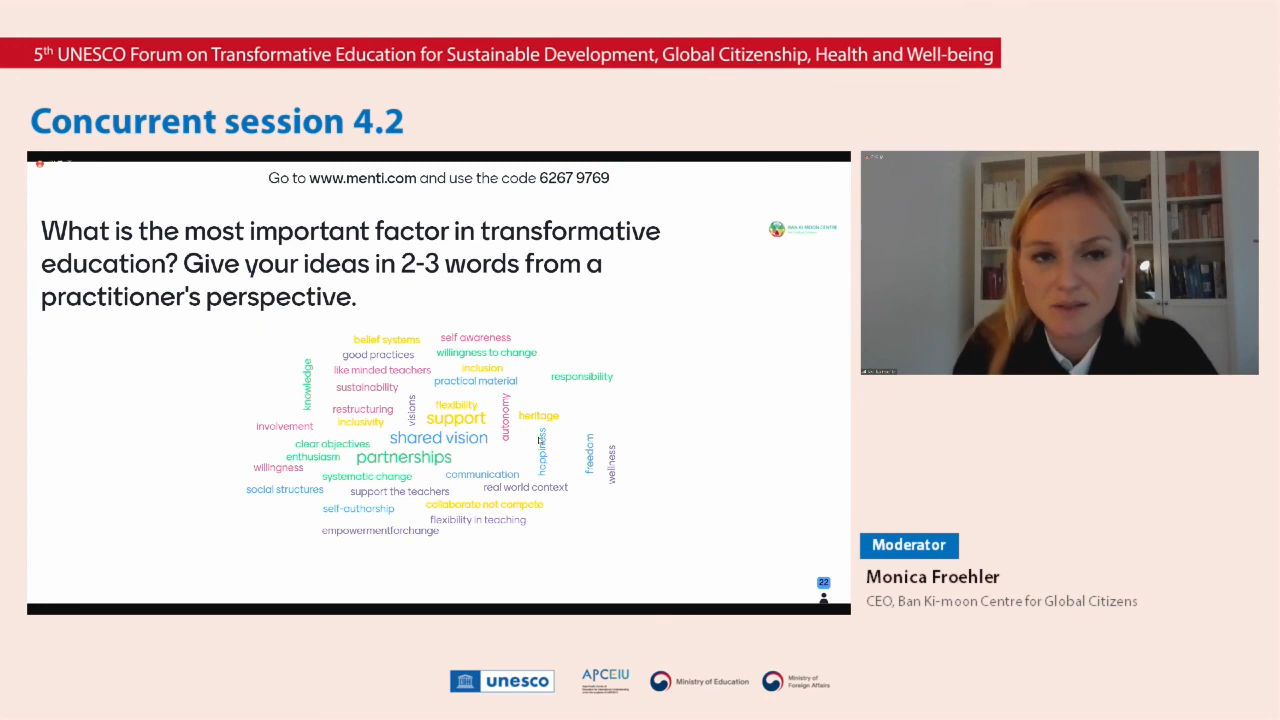 5th UNESCO Forum on Transformative Education for Sustainable Development, Global Citizenship, Health and Well-being
Concurrent session 4.2
Go to www.menti.com and use the code 6267 9769
What is the most important factor in transformative
education? Give your ideas in 2-3 words from a
practitioner's perspective.
BAN KI-MOON CENTRE
belief systems
self awareness
good practices
willingness to change
like minded teachers
inclusion
knowledge
sustainability
practical material
responsibility
restructuring
visions
flexibility
autonomy
heritage
involvement
inclusivity
support
clear objectives
shared vision
happiness
freedom
wellness
enthusiasm
partnerships
willingness
systematic change
communication
social structures
support the teachers
real world context
self-authorship
collaborate not compete
flexibility in teaching
empowermentforchange
22
Moderator
Monica Froehler
CEO, Ban Ki-moon Centre for Global Citizens
unesco
APCEIU
Ministry of Education
Ministry of
Foreign Affairs